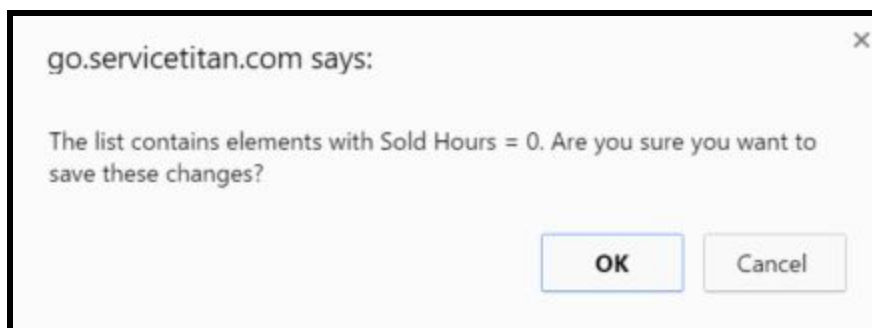 go.servicetitan.com says:
The list contains elements with Sold Hours = 0. Are you sure you want to
save these changes?
OK Cancel